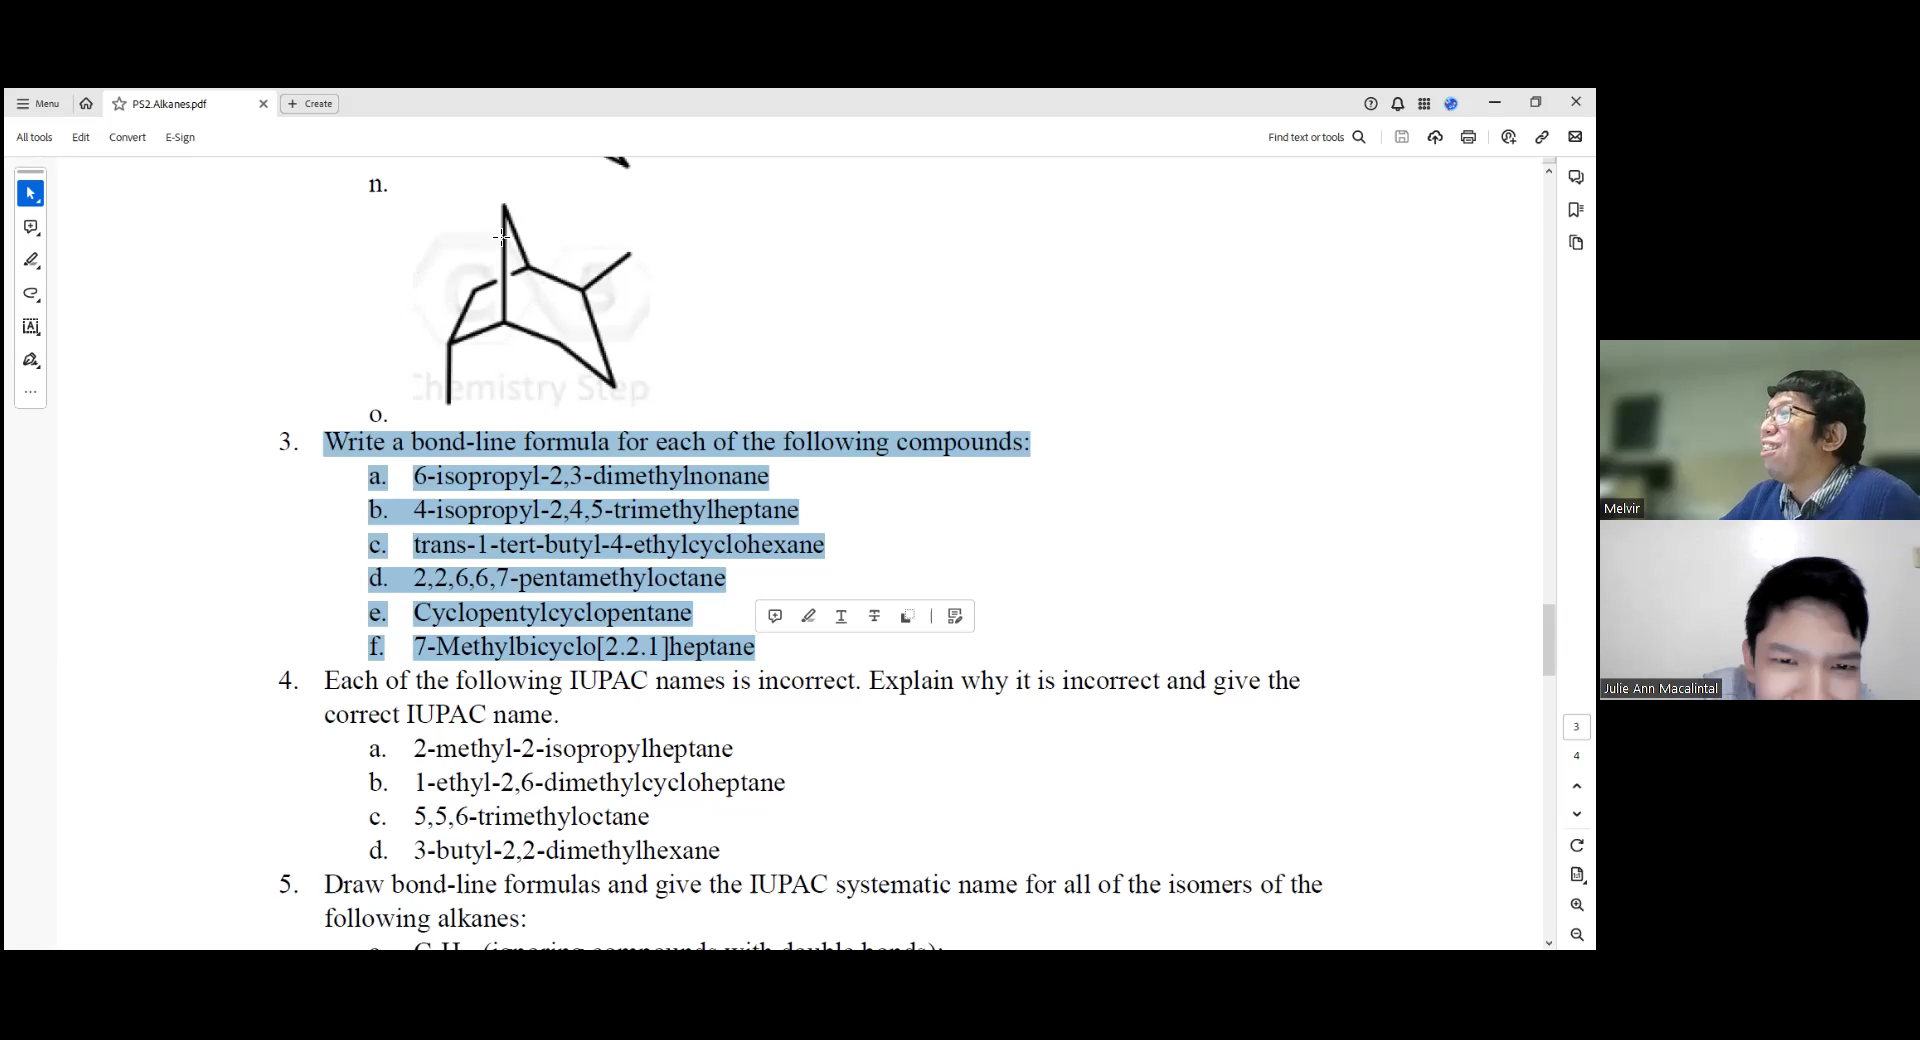 Menu
PS2.Alkanes.pdf
Create
All tools
Edit
Convert
E-Sign
Find text or tools
n.
C S
Chemistry Step
o.
3. Write a bond-line formula for each of the following compounds:
a. 6-isopropyl-2,3-dimethylnonane
b. 4-isopropyl-2,4,5-trimethylheptane
c. trans-1-tert-butyl-4-ethylcyclohexane
d. 2,2,6,6,7-pentamethyloctane
e. Cyclopentylcyclopentane
f. 7-Methylbicyclo[2.2.1]heptane
4. Each of the following IUPAC names is incorrect. Explain why it is incorrect and give the
correct IUPAC name.
a. 2-methyl-2-isopropylheptane
b. 1-ethyl-2,6-dimethylcycloheptane
c. 5,5,6-trimethyloctane
d. 3-butyl-2,2-dimethylhexane
5. Draw bond-line formulas and give the IUPAC systematic name for all of the isomers of the
following alkanes:
(ignoring compounds with double bonds):
3
4
Melvir
Julie Ann Macalintal